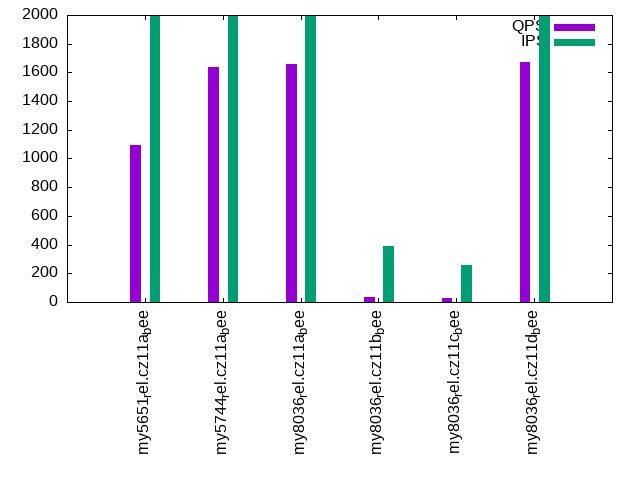 2000
1800
1600
1400
1200
1000
800
600
400
200
0
QPS
IPS
my5651rel.cz11abee
my5744rel.cz11abee
my8036rel.cz11abee
my8036rel.cz11bbee
my8036rel.cz11cbee
my8036rel.cz11dbee